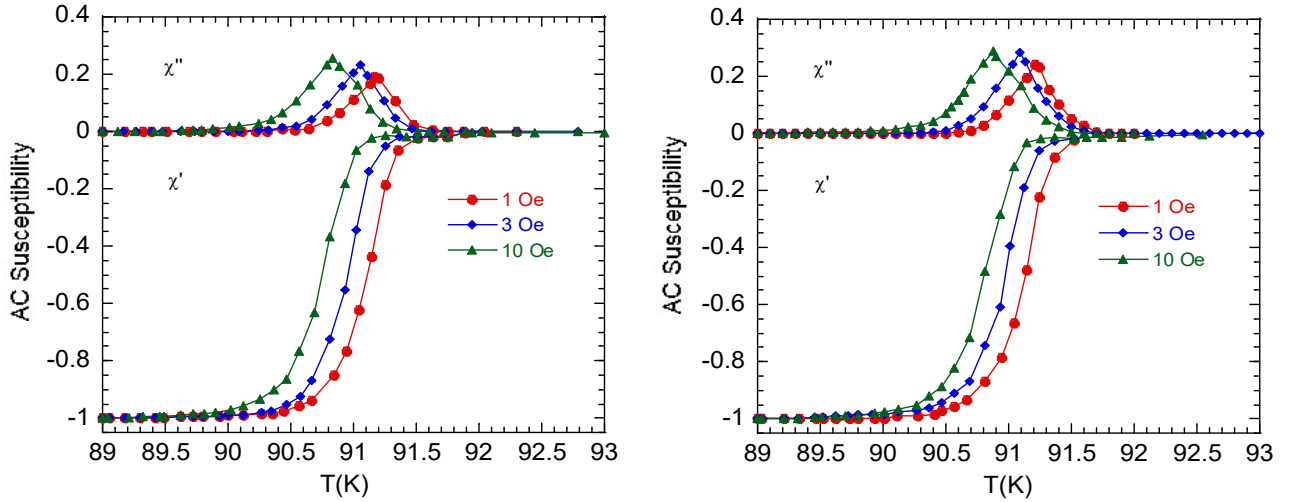 0.4
0.2
0
-0.2
-0.4
-0.6
-0.8
-1
AC Susceptibility
χ''
χ'
1 Oe
3 Oe
10 Oe
89 89.5 90 90.5 91 91.5 92 92.5 93
T(K)
0.4
0.2
0
-0.2
-0.4
-0.6
-0.8
-1
AC Susceptibility
χ''
χ'
1 Oe
3 Oe
10 Oe
89 89.5 90 90.5 91 91.5 92 92.5 93
T(K)